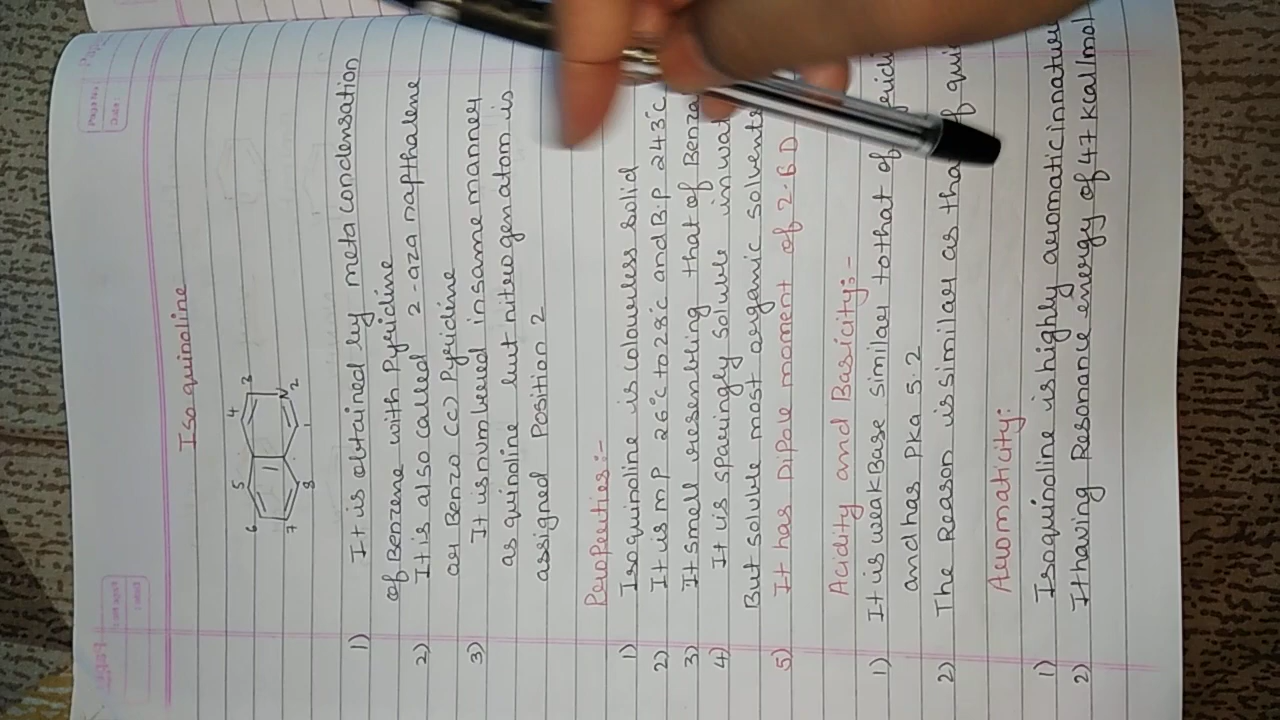 Iso quinoline
5 4
6 3
7 N 2
8 1
1) It is obtained by meta condensation
of Benzene with Pyridine
2) It is also called 2-aza napthalene
or Benzo (c) Pyridine
3) It is numbered in same manner
as quinoline but nitrogen atom is
assigned Position 2
Properties:-
1) Isoquinoline is colourless solid
2) It is mp 26°c to 28°c and B.P 243°c
3) It smell resembling that of Benza
4) It is sparingly soluble in wat
But soluble most organic solvents
5) It has Dipole moment of 2.6D
Acidity and Basicity:-
1) It is weak Base similar to that of
and has Pka 5.2
2) The Reason is similar as that of qui
Aromaticity:
1) Isoquinoline is highly aromatic in nature
2) It having Resonance energy of 47 kcal/mol